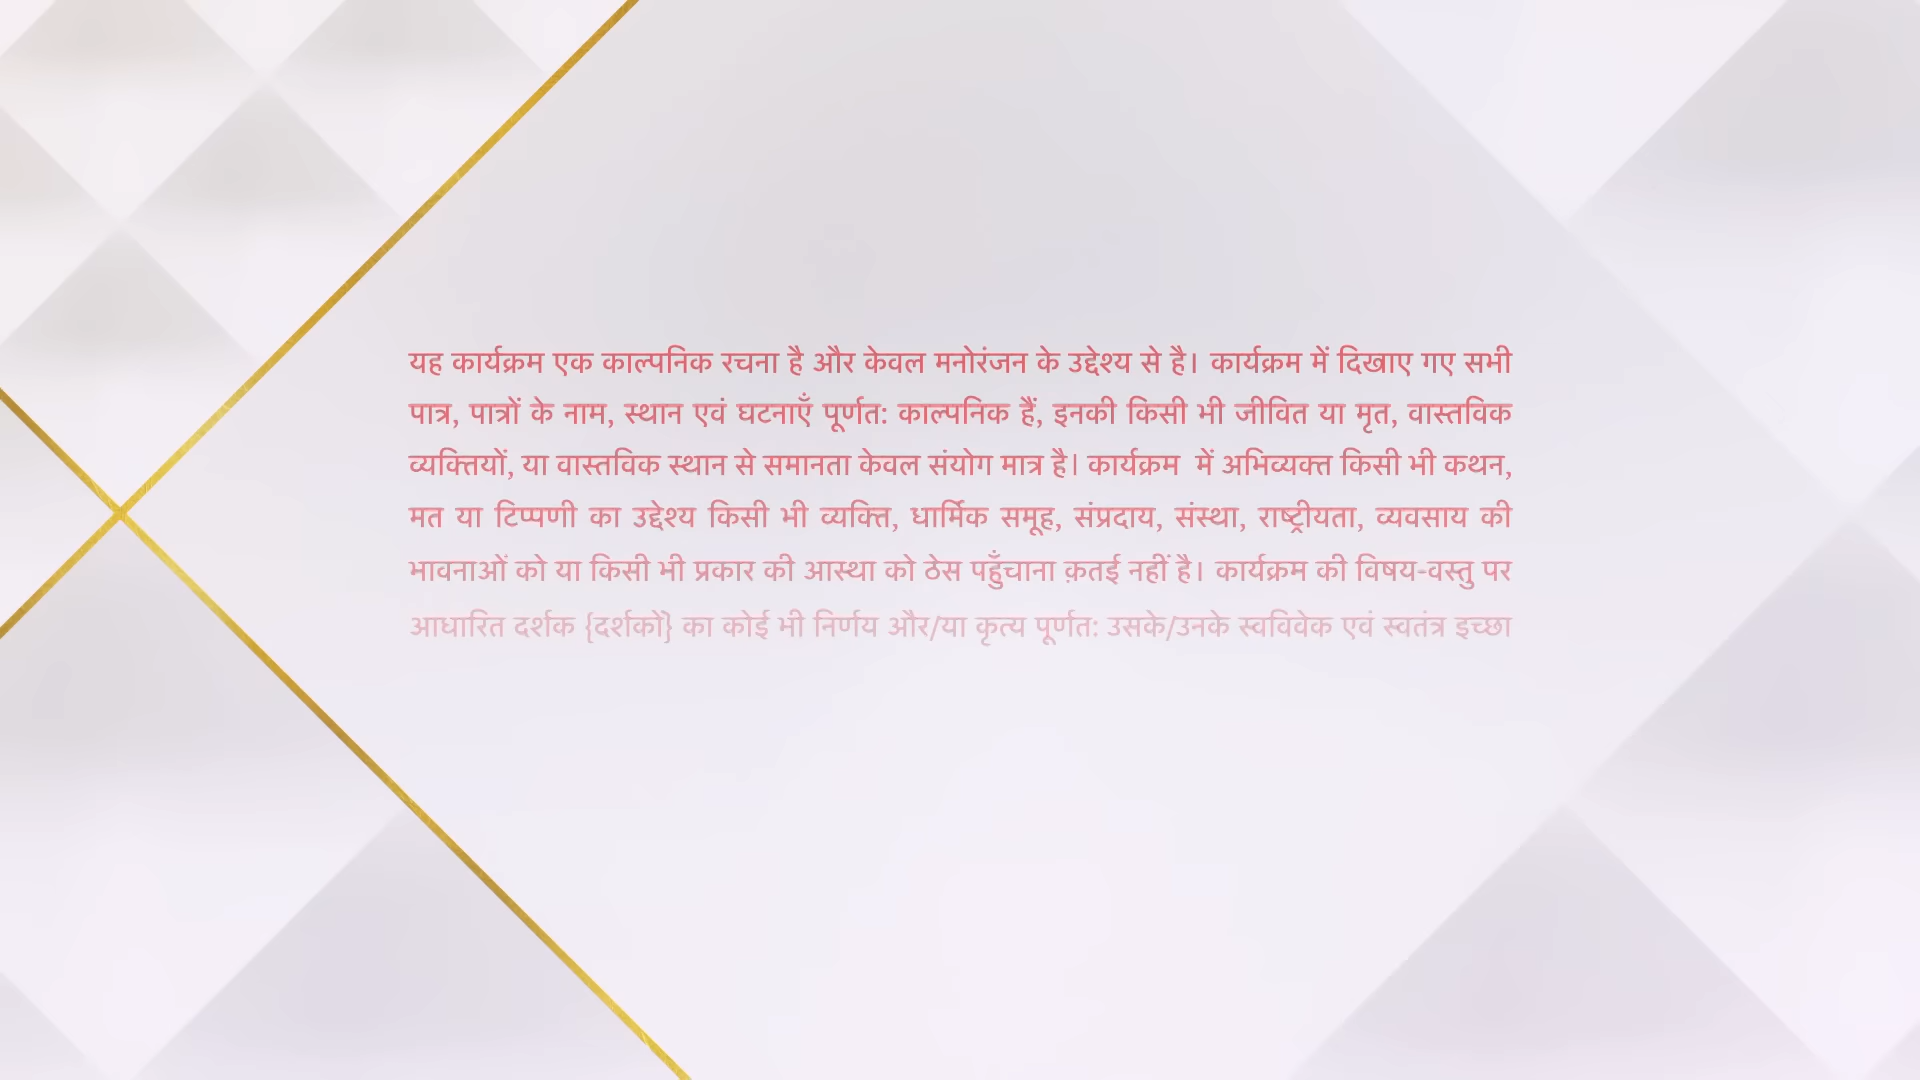 यह कार्यक्रम एक काल्पनिक रचना है और केवल मनोरंजन के उद्देश्य से है। कार्यक्रम में दिखाए गए सभी
पात्र, पात्रों के नाम, स्थान एवं घटनाएँ पूर्णत: काल्पनिक हैं, इनकी किसी भी जीवित या मृत, वास्तविक
व्यक्तियों, या वास्तविक स्थान से समानता केवल संयोग मात्र है। कार्यक्रम में अभिव्यक्त किसी भी कथन,
मत या टिप्पणी का उद्देश्य किसी भी व्यक्ति, धार्मिक समूह, संप्रदाय, संस्था, राष्ट्रीयता, व्यवसाय की
भावनाओं को या किसी भी प्रकार की आस्था को ठेस पहुँचाना क़तई नहीं है। कार्यक्रम की विषय-वस्तु पर
आधारित दर्शक {दर्शकों} का कोई भी निर्णय और/या कृत्य पूर्णत: उसके/उनके स्वविवेक एवं स्वतंत्र इच्छा